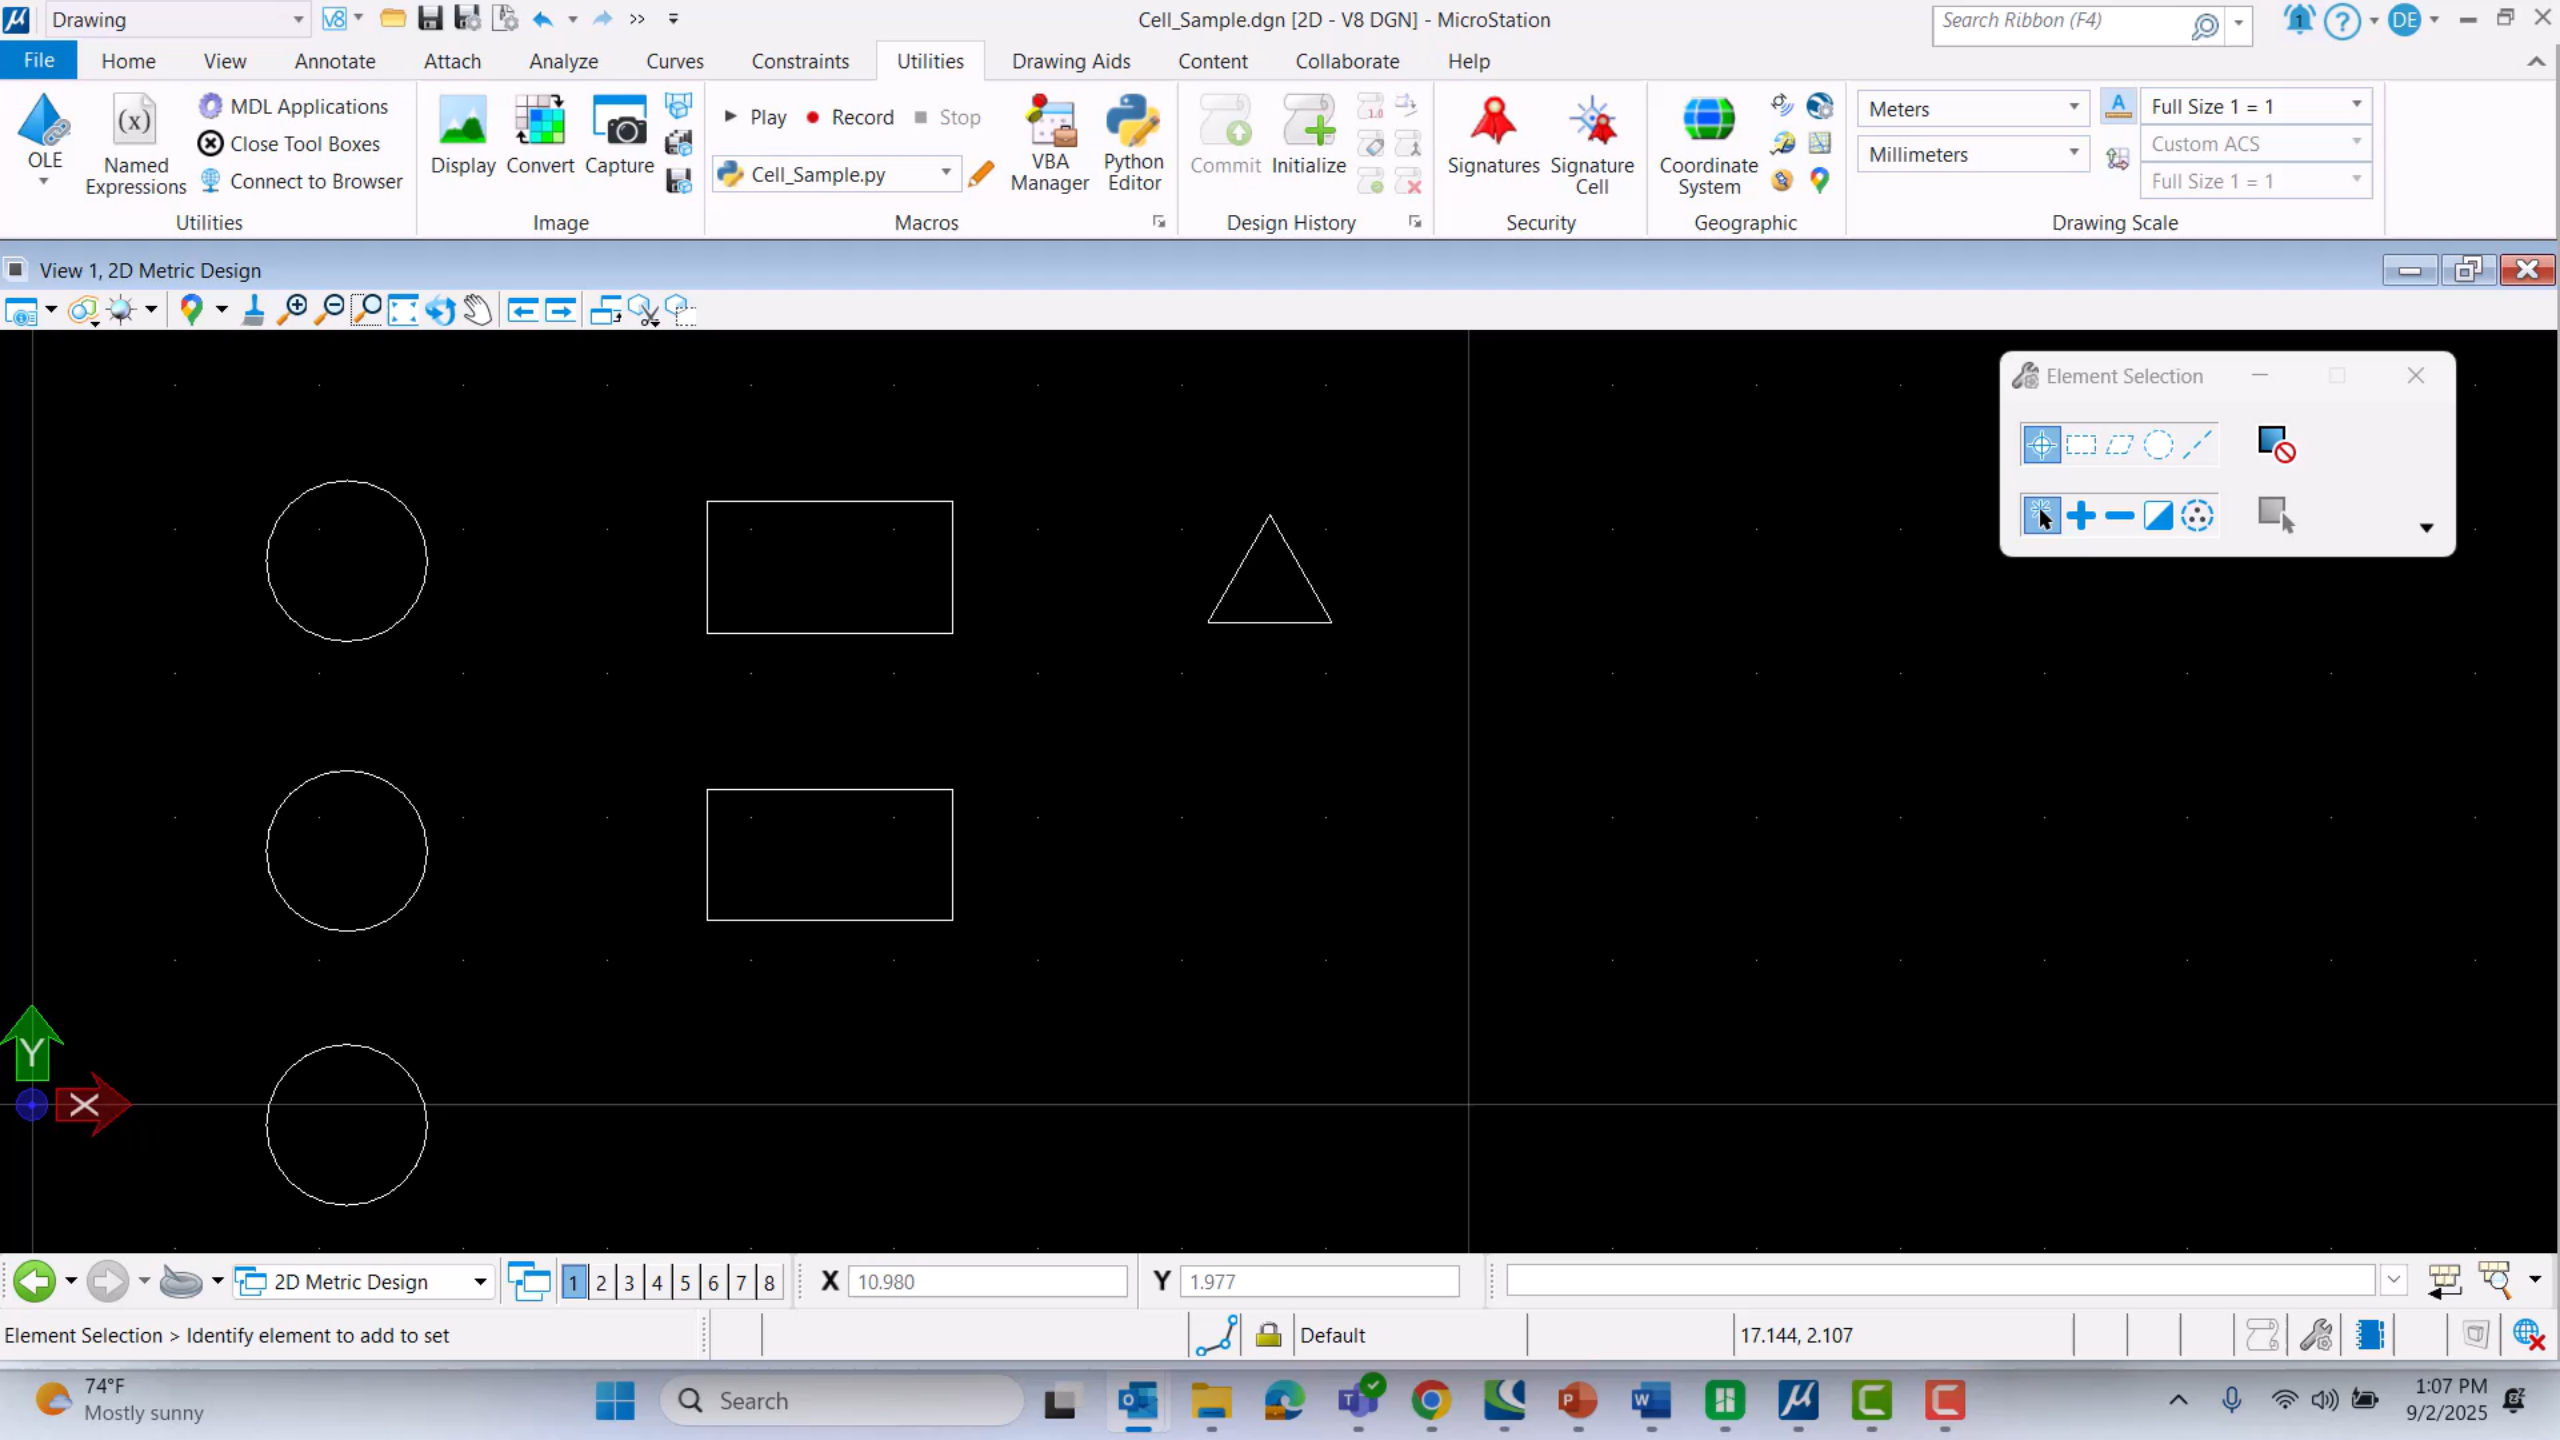 Drawing
V8
Cell_Sample.dgn [2D - V8 DGN] - MicroStation
Search Ribbon (F4)
1
DE
File
Home
View
Annotate
Attach
Analyze
Curves
Constraints
Utilities
Drawing Aids
Content
Collaborate
Help
OLE
(x)
Named Expressions
MDL Applications
Close Tool Boxes
Connect to Browser
Utilities
Display
Convert
Capture
Image
Play
Record
Stop
Cell_Sample.py
VBA Manager
Python Editor
Macros
Commit
Initialize
1.0
Design History
Signatures
Signature Cell
Security
Coordinate System
Geographic
Meters
Millimeters
A
Full Size 1 = 1
Custom ACS
Full Size 1 = 1
Drawing Scale
View 1, 2D Metric Design
Element Selection
Y
X
2D Metric Design
1 2 3 4 5 6 7 8
X 10.980
Y 1.977
Element Selection > Identify element to add to set
Default
17.144, 2.107
74°F
Mostly sunny
Search
1:07 PM
9/2/2025